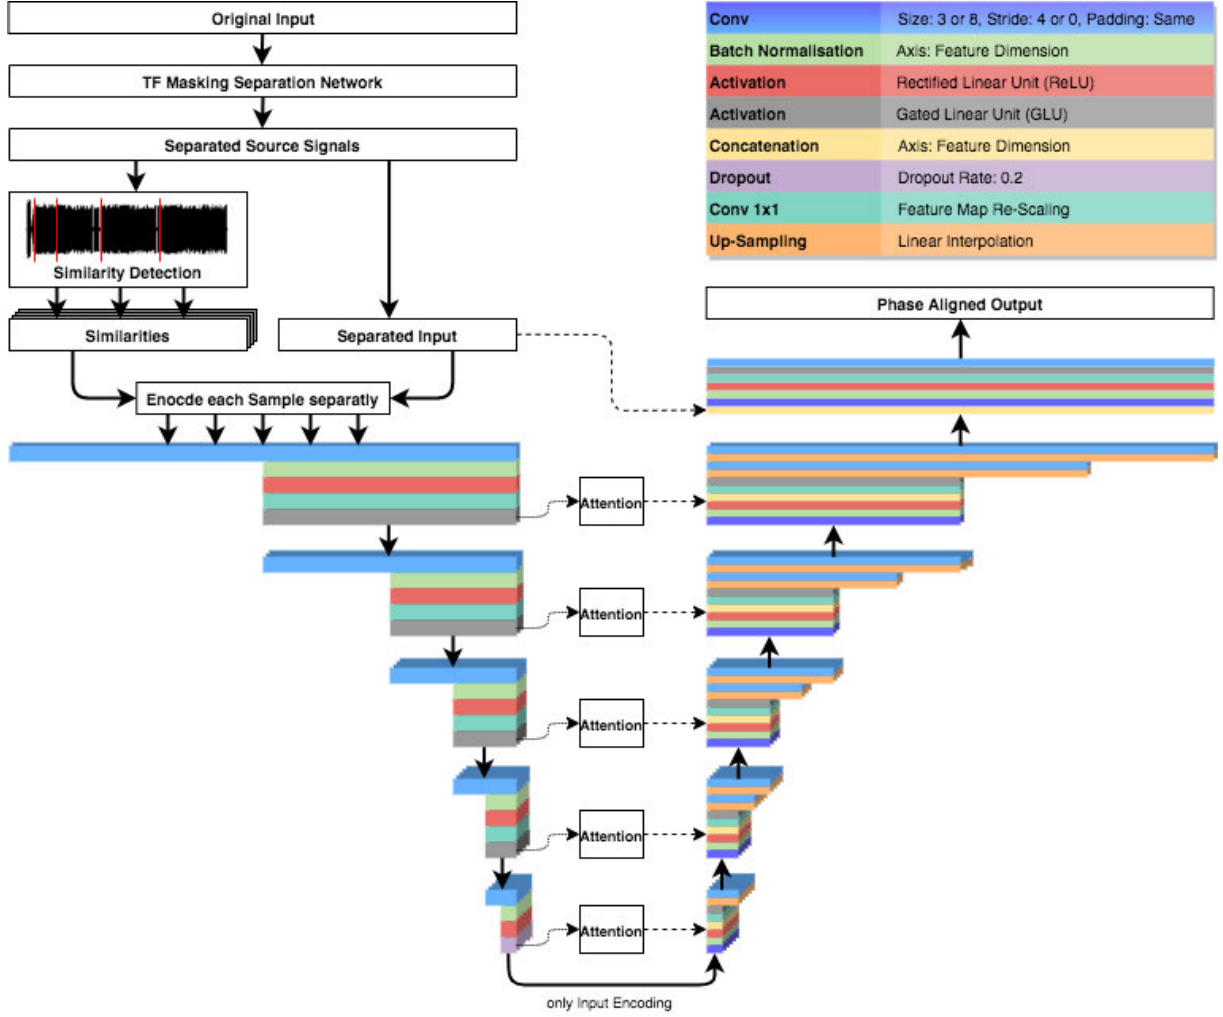 Original Input
TF Masking Separation Network
Separated Source Signals
Similarity Detection
Similarities
Separated Input
Enocde each Sample separatly
Conv Size: 3 or 8, Stride: 4 or 0, Padding: Same
Batch Normalisation Axis: Feature Dimension
Activation Rectified Linear Unit (ReLU)
Activation Gated Linear Unit (GLU)
Concatenation Axis: Feature Dimension
Dropout Dropout Rate: 0.2
Conv 1x1 Feature Map Re-Scaling
Up-Sampling Linear Interpolation
Phase Aligned Output
Attention
Attention
Attention
Attention
Attention
only Input Encoding